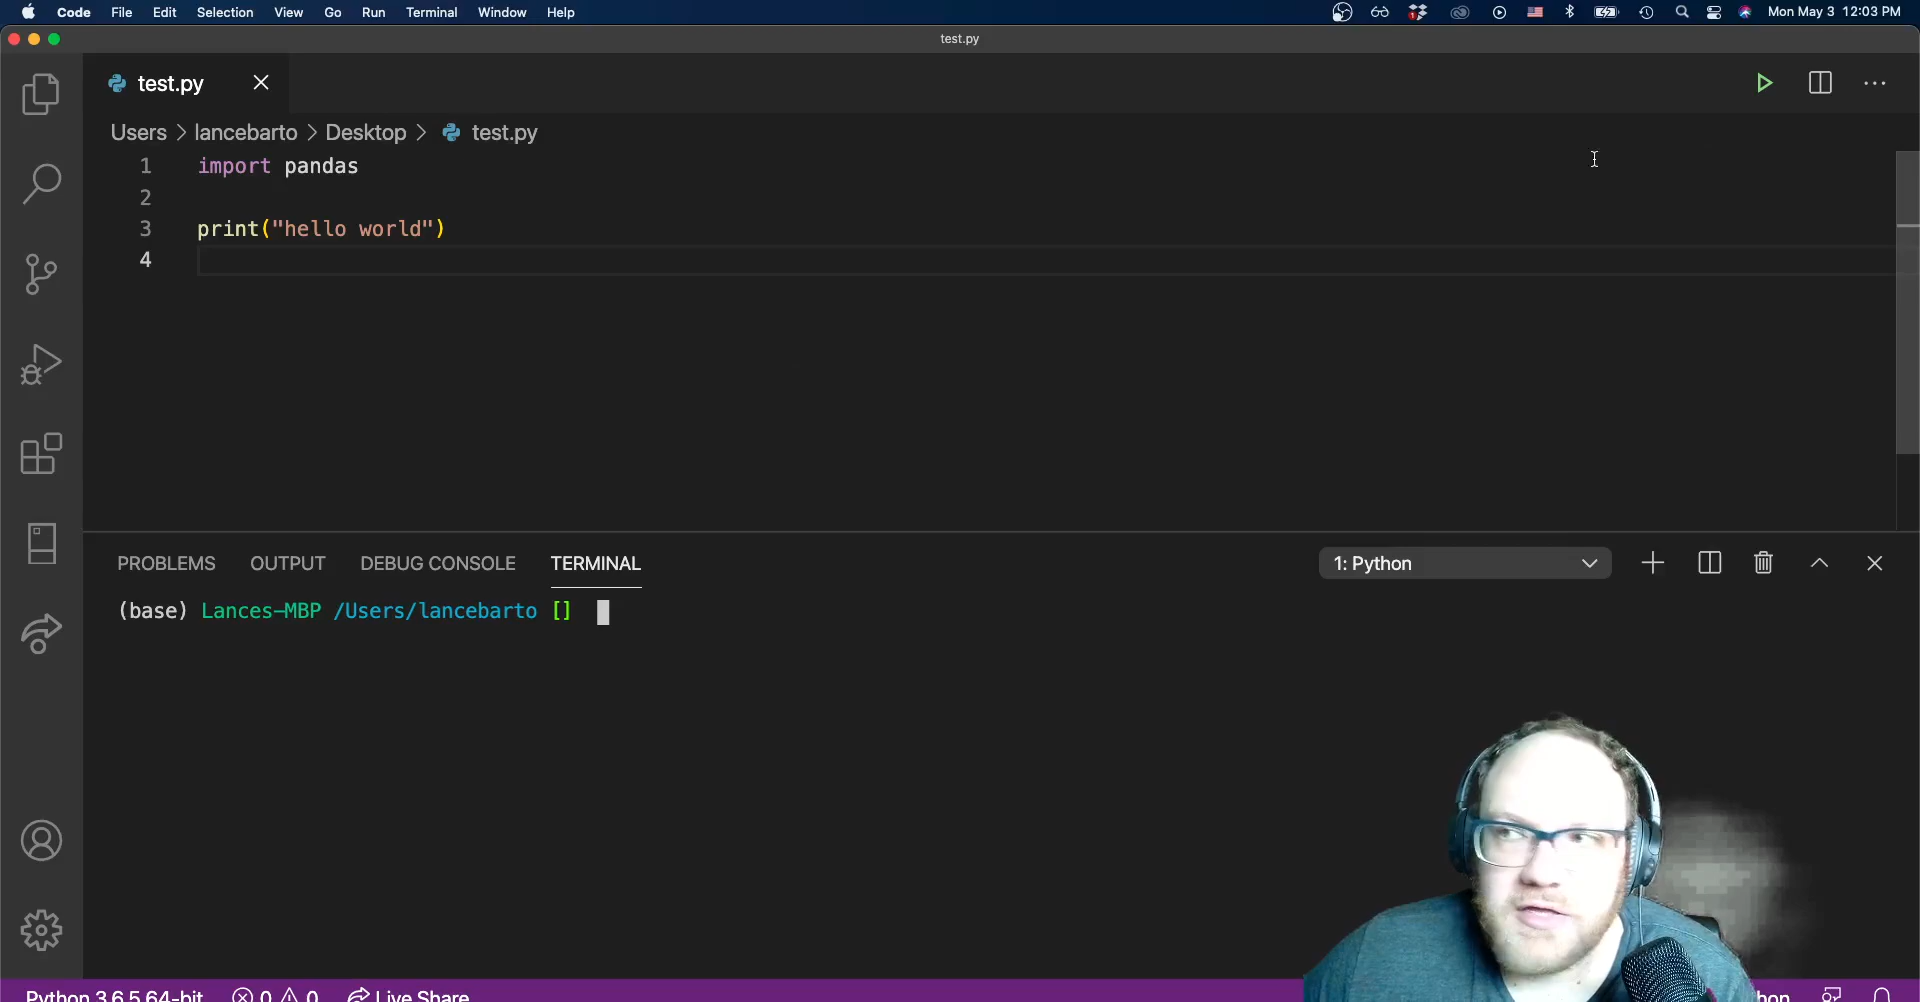 Code File Edit Selection View Go Run Terminal Window Help Mon May 3 12:03 PM
test.py
test.py
Users > lancebarto > Desktop > test.py
1 import pandas
2
3 print("hello world")
4
PROBLEMS OUTPUT DEBUG CONSOLE TERMINAL 1: Python
(base) Lances-MBP /Users/lancebarto []
Python 3.6.5 64-bit 0 0 Live Share